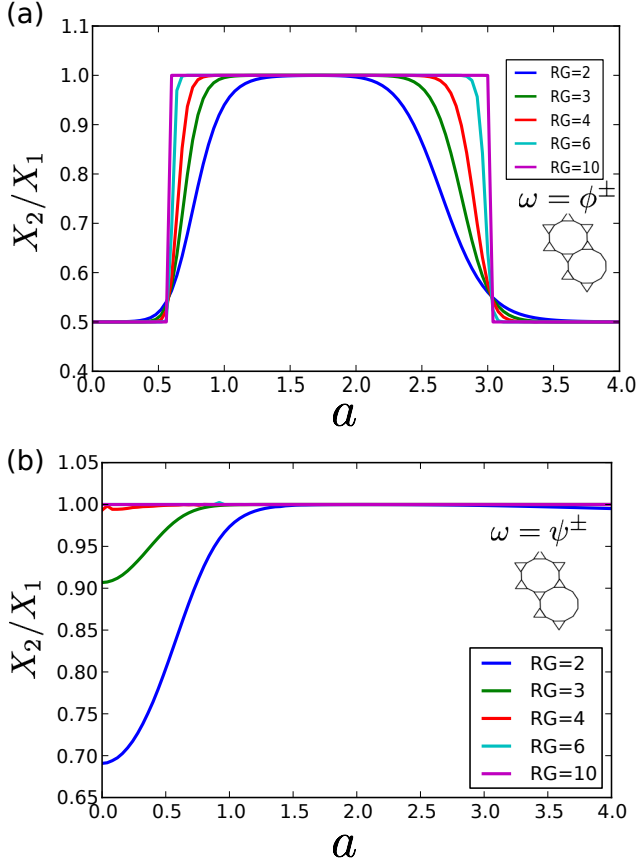 (a)
1.1
1.0
0.9
0.8
0.7
0.6
0.5
0.4
X₂/X₁
RG=2
RG=3
RG=4
RG=6
RG=10
ω = ϕ±
0.0 0.5 1.0 1.5 2.0 2.5 3.0 3.5 4.0
a
(b)
1.05
1.00
0.95
0.90
0.85
0.80
0.75
0.70
0.65
X₂/X₁
ω = ψ±
RG=2
RG=3
RG=4
RG=6
RG=10
0.0 0.5 1.0 1.5 2.0 2.5 3.0 3.5 4.0
a